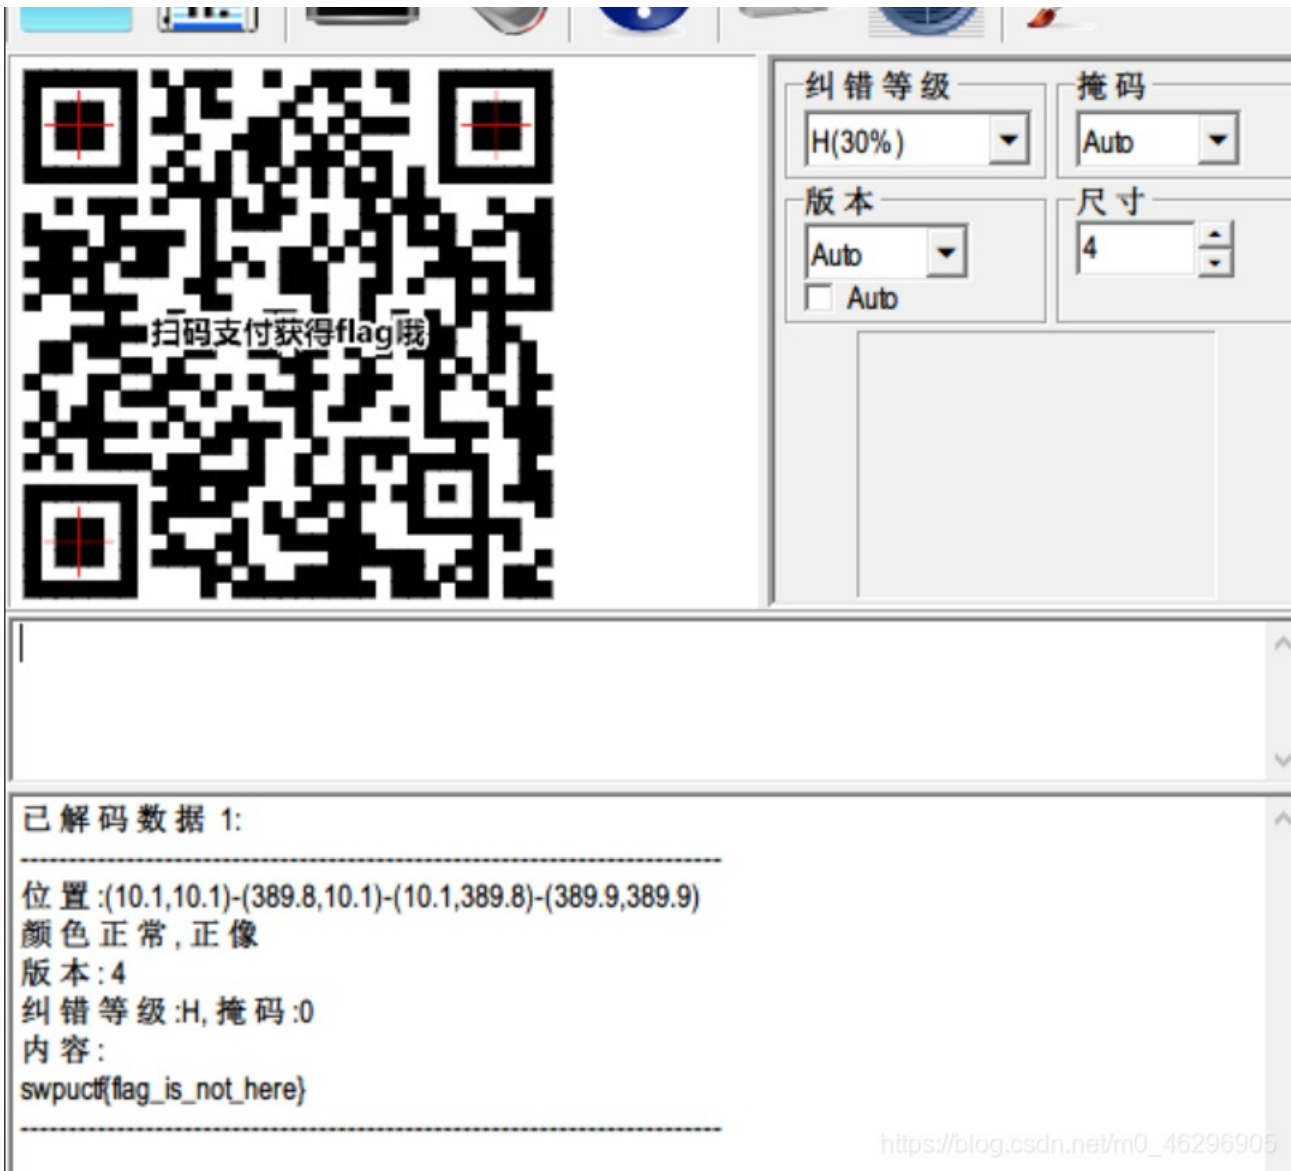 纠错等级
掩码
H(30%)
Auto
版本
尺寸
Auto
4
Auto
扫码支付获得flag哦
已解码数据 1:
----------------------------------------------------------------------
位置:(10.1,10.1)-(389.8,10.1)-(10.1,389.8)-(389.9,389.9)
颜色正常,正像
版本:4
纠错等级:H, 掩码:0
内容:
swpuctf{flag_is_not_here}
----------------------------------------------------------------------
https://blog.csdn.net/m0_46296905